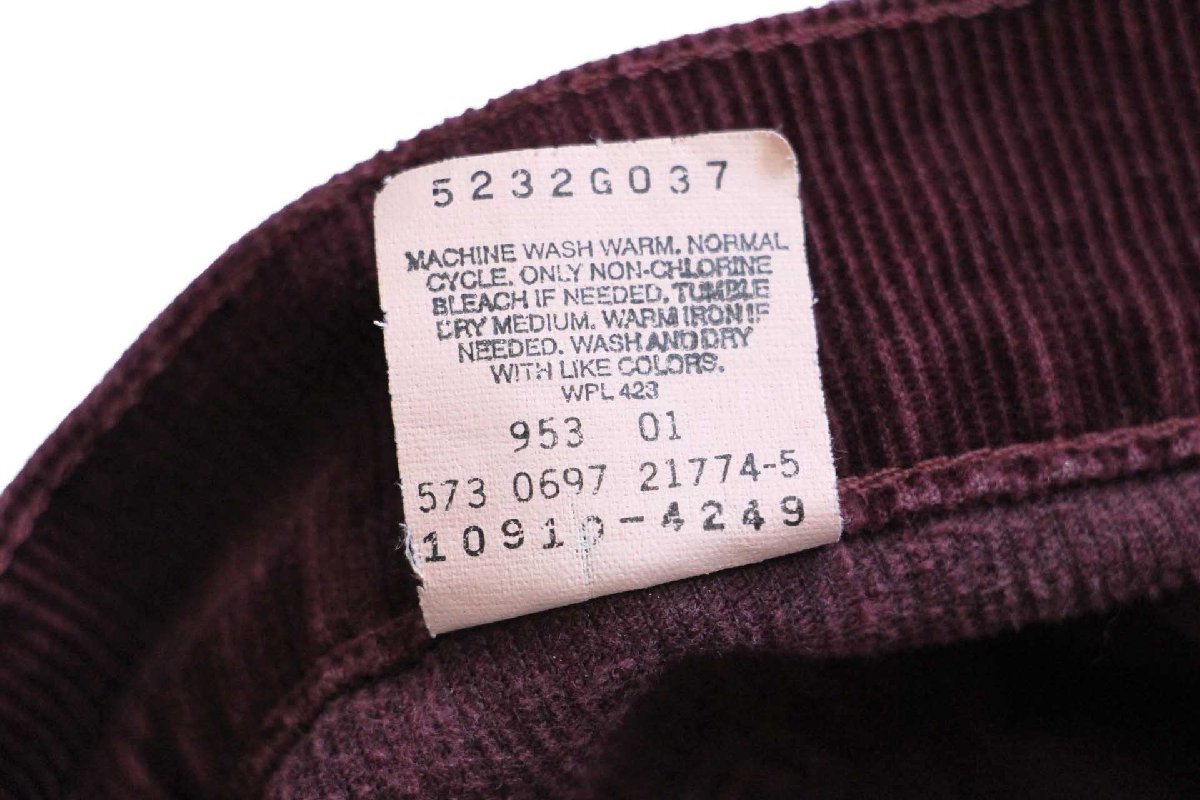 5232G037
MACHINE WASH WARM. NORMAL
CYCLE. ONLY NON-CHLORINE
BLEACH IF NEEDED. TUMBLE
DRY MEDIUM. WARM IRON IF
NEEDED. WASH AND DRY
WITH LIKE COLORS.
WPL 423
953 01
573 0697 21774-5
10910-4249